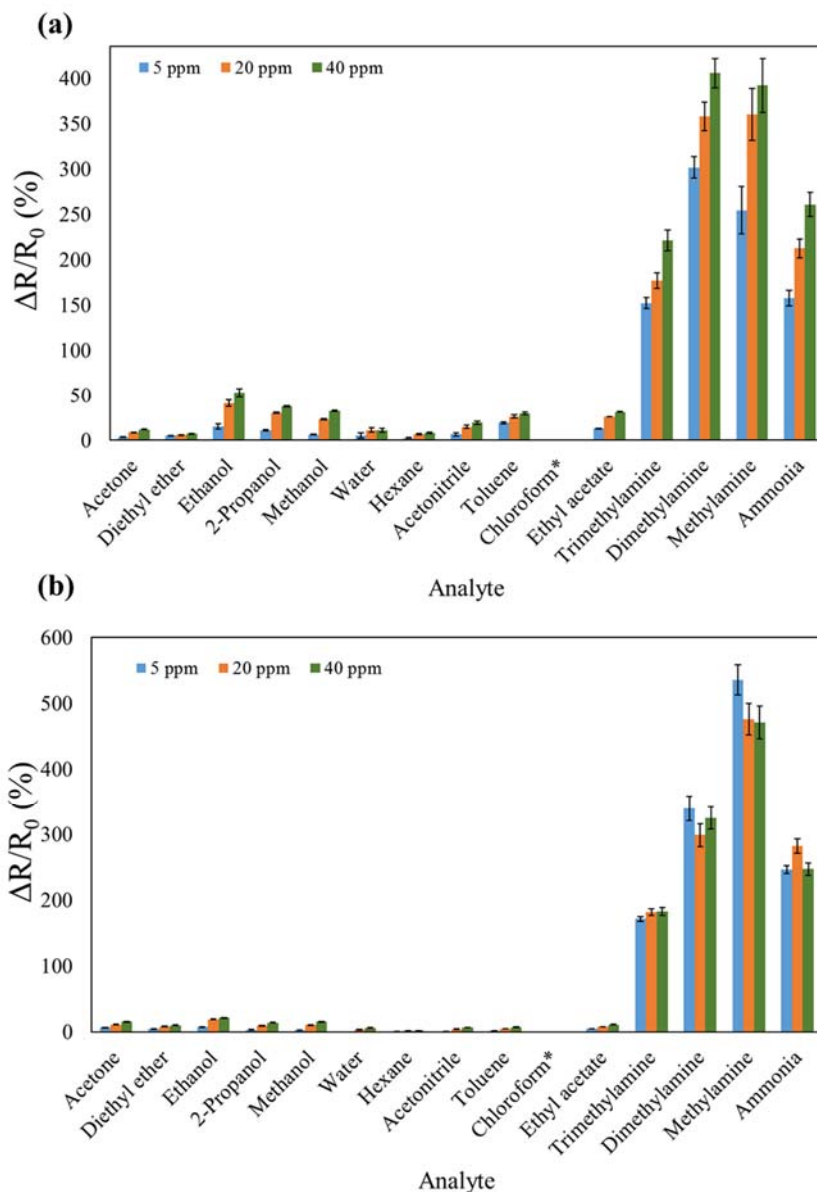 (a)
5 ppm 20 ppm 40 ppm
400
350
300
250
200
150
100
50
0
ΔR/R0 (%)
Acetone
Diethyl ether
Ethanol
2-Propanol
Methanol
Water
Hexane
Acetonitrile
Toluene
Chloroform*
Ethyl acetate
Trimethylamine
Dimethylamine
Methylamine
Ammonia
Analyte
(b)
5 ppm 20 ppm 40 ppm
600
500
400
300
200
100
0
ΔR/R0 (%)
Acetone
Diethyl ether
Ethanol
2-Propanol
Methanol
Water
Hexane
Acetonitrile
Toluene
Chloroform*
Ethyl acetate
Trimethylamine
Dimethylamine
Methylamine
Ammonia
Analyte